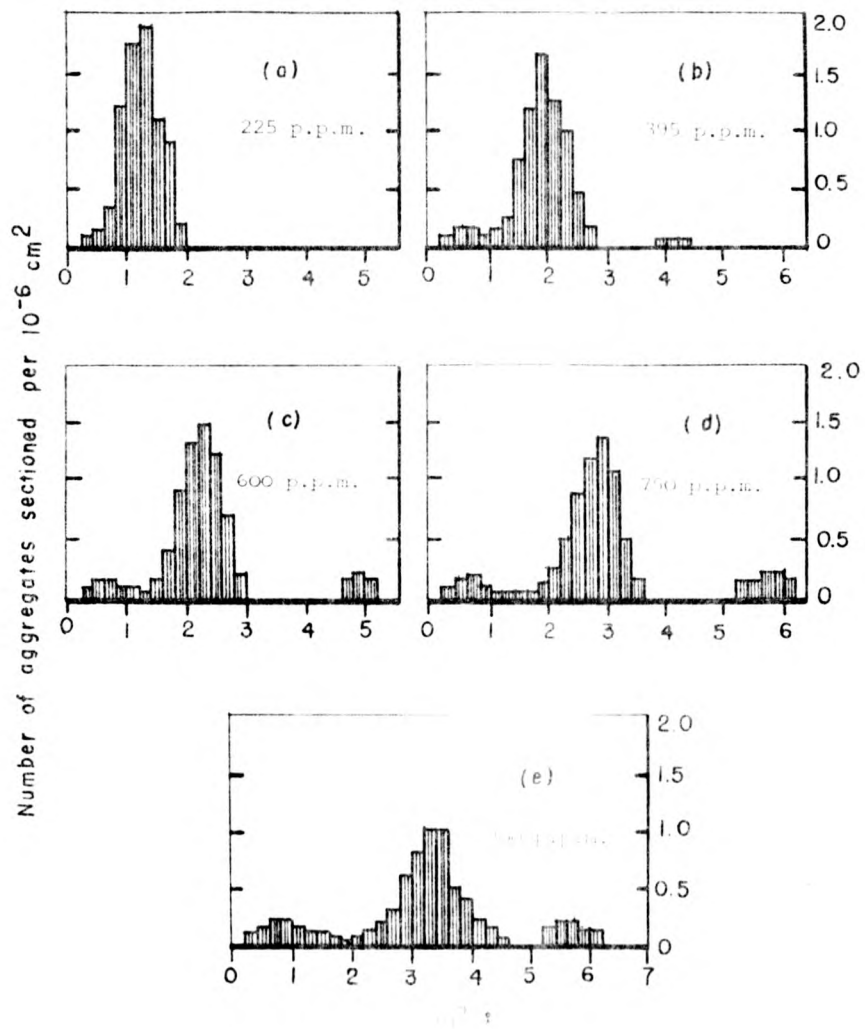 Number of aggregates sectioned per 10⁻⁶ cm²
(a)
225 p.p.m.
0 1 2 3 4 5
(b)
395 p.p.m.
2.0
1.5
1.0
0.5
0
0 1 2 3 4 5 6
(c)
600 p.p.m.
0 1 2 3 4 5
(d)
750 p.p.m.
2.0
1.5
1.0
0.5
0
0 1 2 3 4 5 6
(e)
p.p.m.
2.0
1.5
1.0
0.5
0
0 1 2 3 4 5 6 7